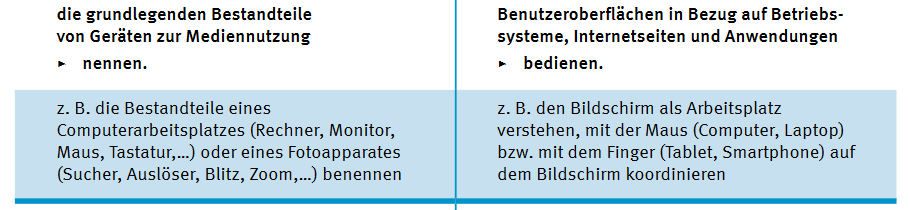 die grundlegenden Bestandteile
von Geräten zur Mediennutzung
► nennen.
z. B. die Bestandteile eines
Computerarbeitsplatzes (Rechner, Monitor,
Maus, Tastatur,...) oder eines Fotoapparates
(Sucher, Auslöser, Blitz, Zoom,...) benennen
Benutzeroberflächen in Bezug auf Betriebs-
systeme, Internetseiten und Anwendungen
► bedienen.
z. B. den Bildschirm als Arbeitsplatz
verstehen, mit der Maus (Computer, Laptop)
bzw. mit dem Finger (Tablet, Smartphone) auf
dem Bildschirm koordinieren